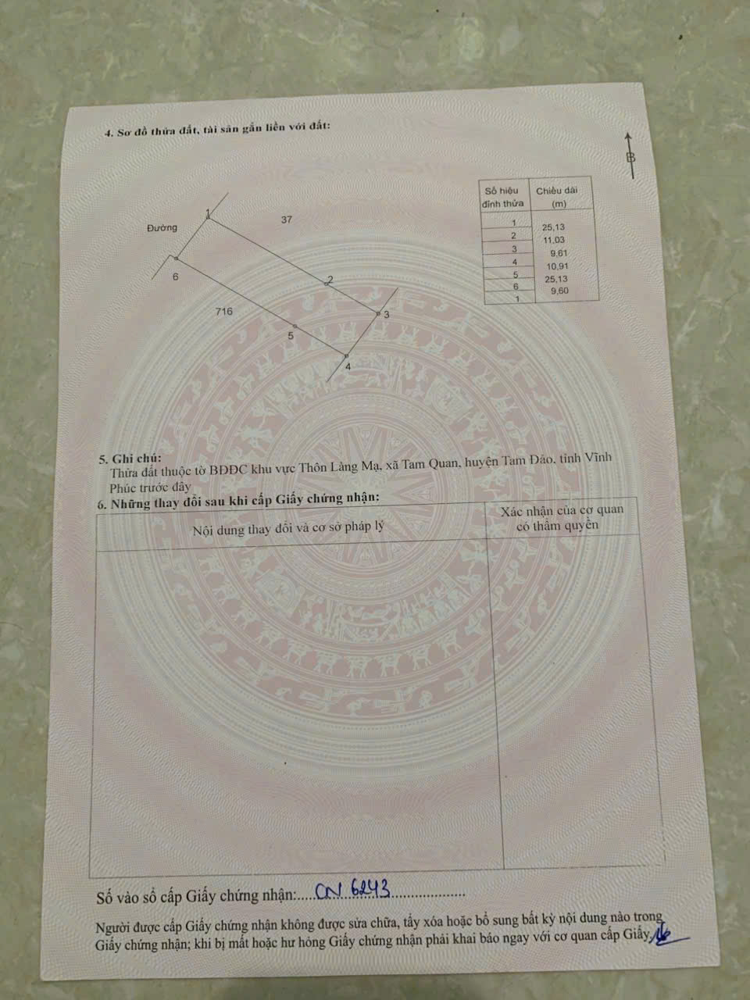 4. Sơ đồ thửa đất, tài sản gắn liền với đất:
B
Số hiệu đỉnh thửa Chiều dài (m)
1
25,13
2
11,03
3
9,61
4
10,91
5
25,13
6
9,60
1
1
37
Đường
6
2
716
3
5
4
5. Ghi chú:
Thửa đất thuộc tờ BĐĐC khu vực Thôn Làng Mạ, xã Tam Quan, huyện Tam Đảo, tỉnh Vĩnh
Phúc trước đây
6. Những thay đổi sau khi cấp Giấy chứng nhận:
Nội dung thay đổi và cơ sở pháp lý
Xác nhận của cơ quan
có thẩm quyền
Số vào sổ cấp Giấy chứng nhận:.....CN 6243....................
Người được cấp Giấy chứng nhận không được sửa chữa, tẩy xóa hoặc bổ sung bất kỳ nội dung nào trong
Giấy chứng nhận; khi bị mất hoặc hư hỏng Giấy chứng nhận phải khai báo ngay với cơ quan cấp Giấy.